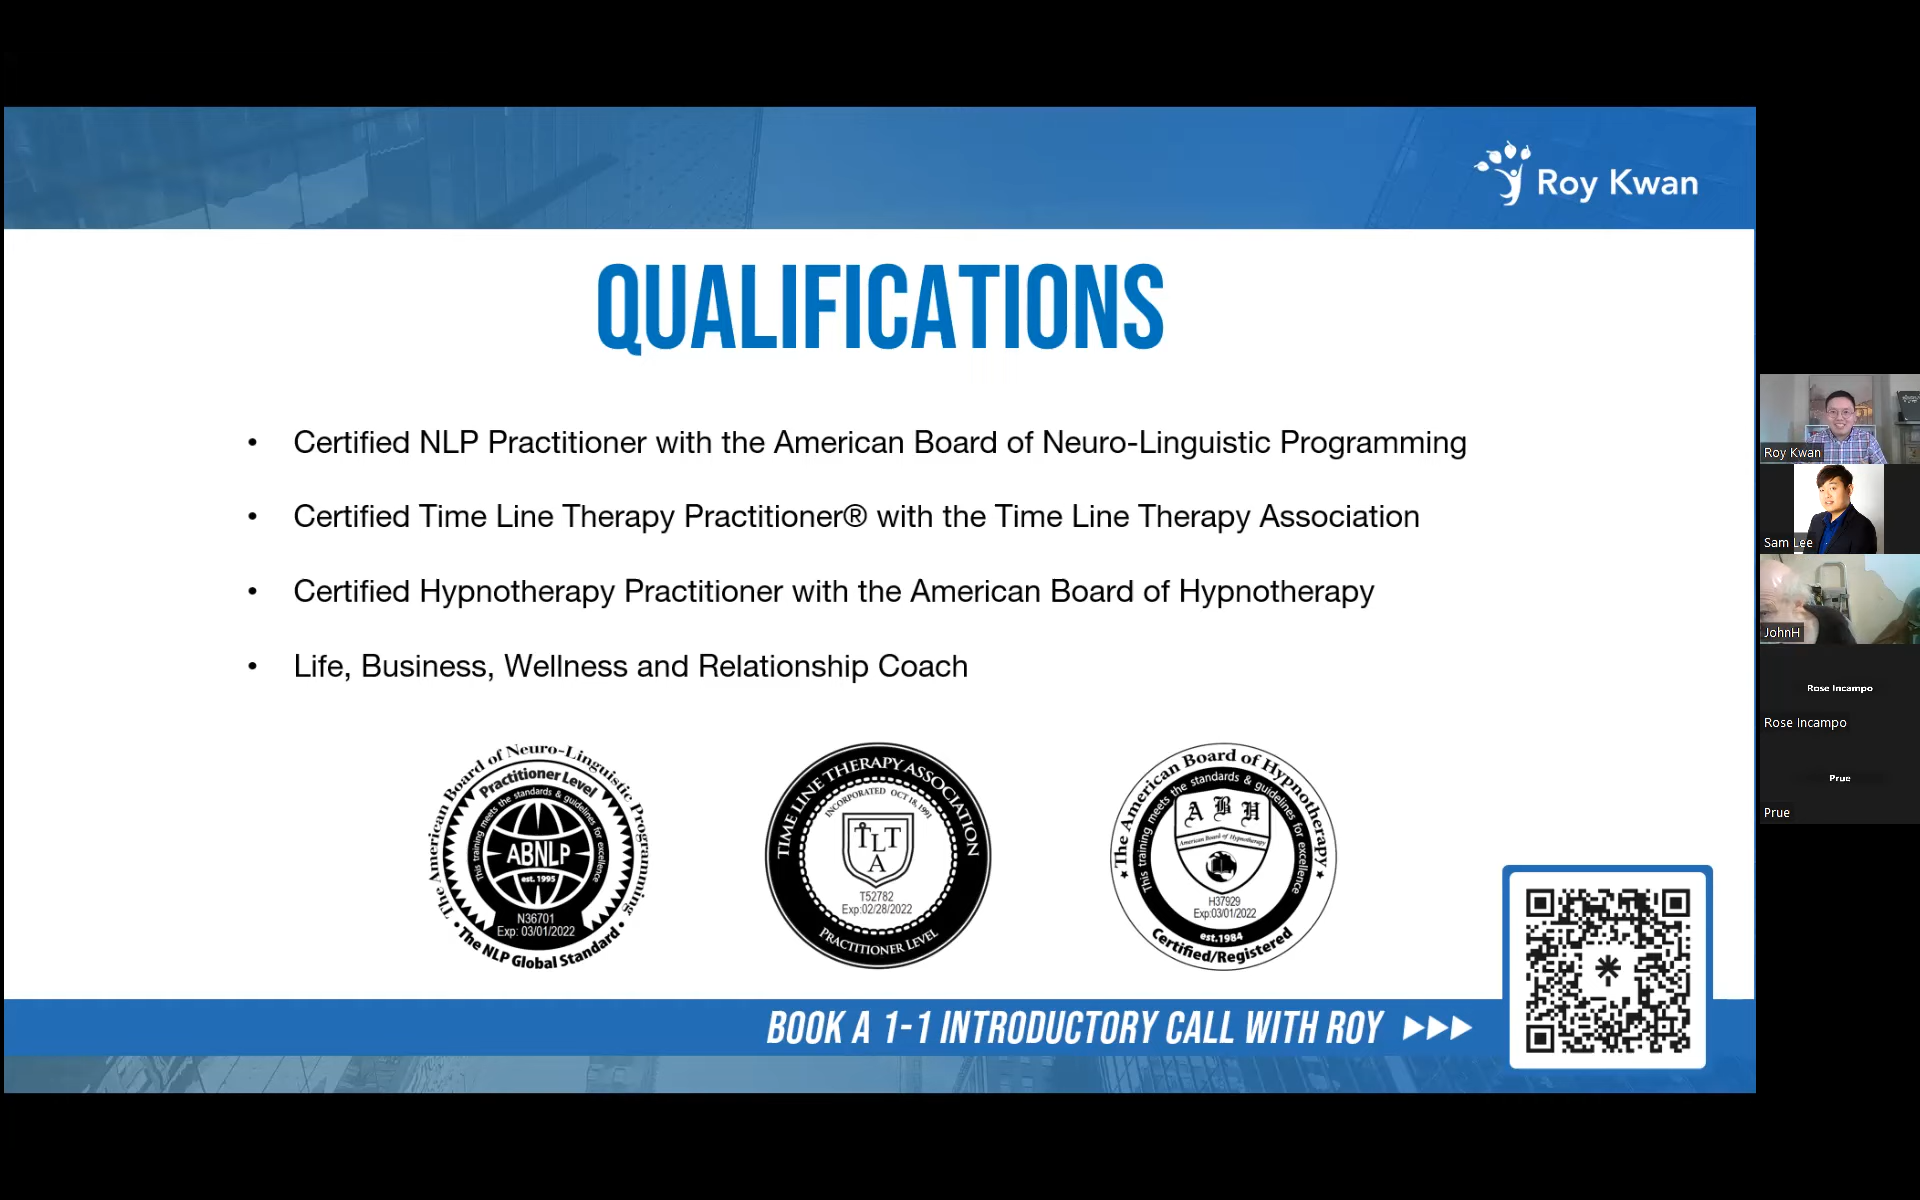 Roy Kwan
QUALIFICATIONS
• Certified NLP Practitioner with the American Board of Neuro-Linguistic Programming
• Certified Time Line Therapy Practitioner® with the Time Line Therapy Association
• Certified Hypnotherapy Practitioner with the American Board of Hypnotherapy
• Life, Business, Wellness and Relationship Coach
The American Board of Neuro-Linguistic Programming
Practitioner Level
This training meets the standards & guidelines for excellence
ABNLP
est. 1995
N36701
Exp: 03/01/2022
• The NLP Global Standard •
TIME LINE THERAPY ASSOCIATION
INCORPORATED OCT 18, 1991
TLT
A
T52782
Exp:02/28/2022
PRACTITIONER LEVEL
The American Board of Hypnotherapy
This training meets the standards & guidelines for excellence
A B H
American Board of Hypnotherapy
H37929
Exp:03/01/2022
est.1984
Certified/Registered
BOOK A 1-1 INTRODUCTORY CALL WITH ROY
Roy Kwan
Sam Lee
JohnH
Rose Incampo
Rose Incampo
Prue
Prue